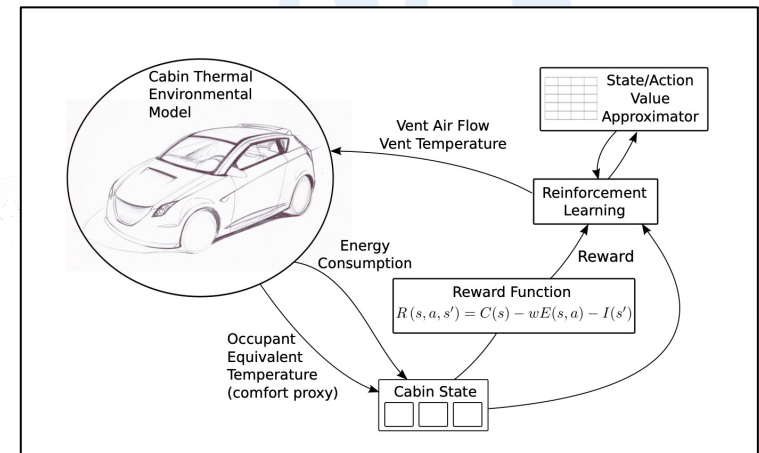 Cabin Thermal
Environmental
Model
State/Action
Value
Approximator
Vent Air Flow
Vent Temperature
Reinforcement
Learning
Energy
Consumption
Reward
Reward Function
R(s, a, s′) = C(s) − wE(s, a) − I(s′)
Occupant
Equivalent
Temperature
(comfort proxy)
Cabin State